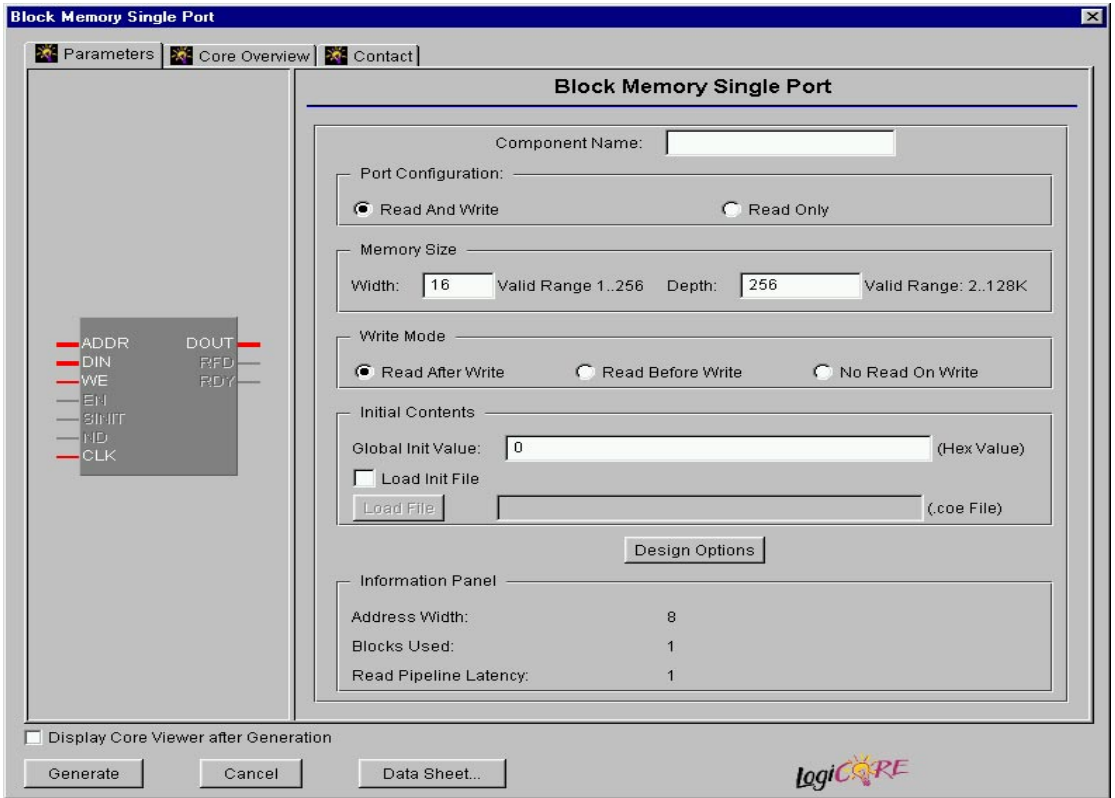 Block Memory Single Port
Parameters Core Overview Contact
Block Memory Single Port
Component Name:
Port Configuration:
Read And Write Read Only
Memory Size
Width: 16 Valid Range 1..256 Depth: 256 Valid Range: 2..128K
Write Mode
Read After Write Read Before Write No Read On Write
Initial Contents
Global Init Value: 0 (Hex Value)
Load Init File
Load File (.coe File)
Design Options
Information Panel
Address Width: 8
Blocks Used: 1
Read Pipeline Latency: 1
ADDR DOUT
DIN RFD
WE RDY
EN
SINIT
ND
CLK
Display Core Viewer after Generation
Generate Cancel Data Sheet...
LogiCORE